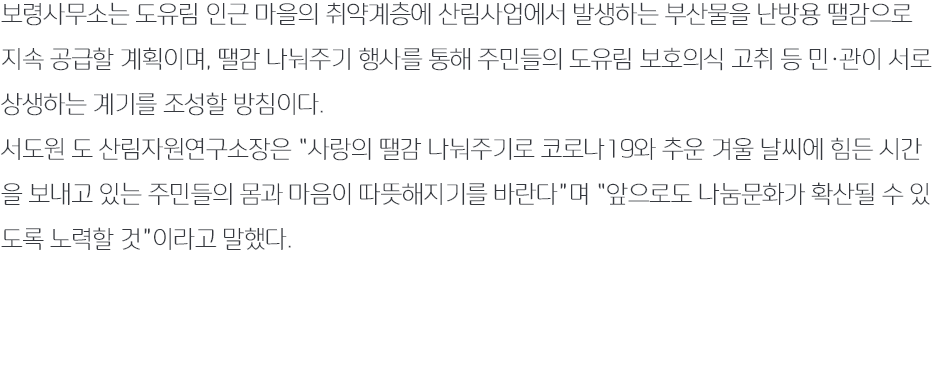 보령사무소는 도유림 인근 마을의 취약계층에 산림사업에서 발생하는 부산물을 난방용 땔감으로
지속 공급할 계획이며, 땔감 나눠주기 행사를 통해 주민들의 도유림 보호의식 고취 등 민·관이 서로
상생하는 계기를 조성할 방침이다.
서도원 도 산림자원연구소장은 "사랑의 땔감 나눠주기로 코로나19와 추운 겨울 날씨에 힘든 시간
을 보내고 있는 주민들의 몸과 마음이 따뜻해지기를 바란다"며 "앞으로도 나눔문화가 확산될 수 있
도록 노력할 것"이라고 말했다.